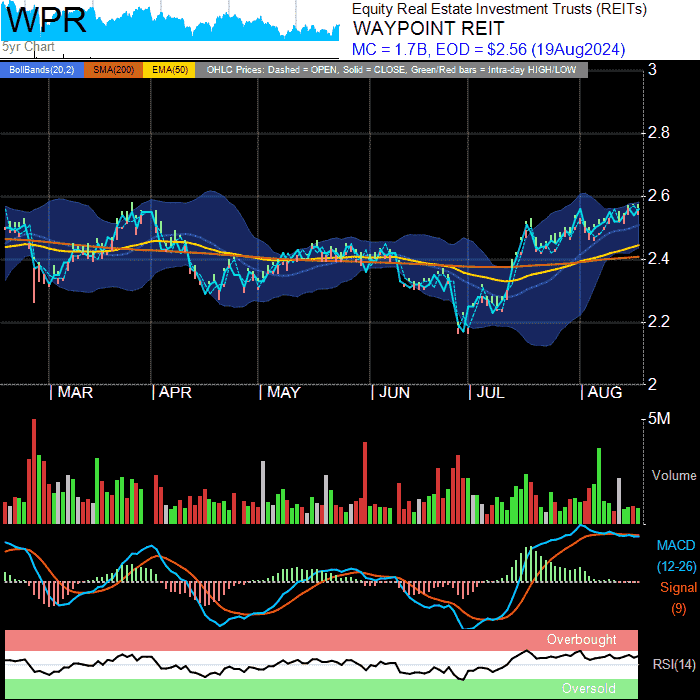 WPR
5yr Chart
Equity Real Estate Investment Trusts (REITs)
WAYPOINT REIT
MC = 1.7B, EOD = $2.56 (19Aug2024)
BollBands(20,2) SMA(200) EMA(50) OHLC Prices: Dashed = OPEN, Solid = CLOSE, Green/Red bars = Intra-day HIGH/LOW
3
2.8
2.6
2.4
2.2
2
MAR APR MAY JUN JUL AUG
5M
Volume
MACD
(12-26)
Signal
(9)
Overbought
RSI(14)
Oversold